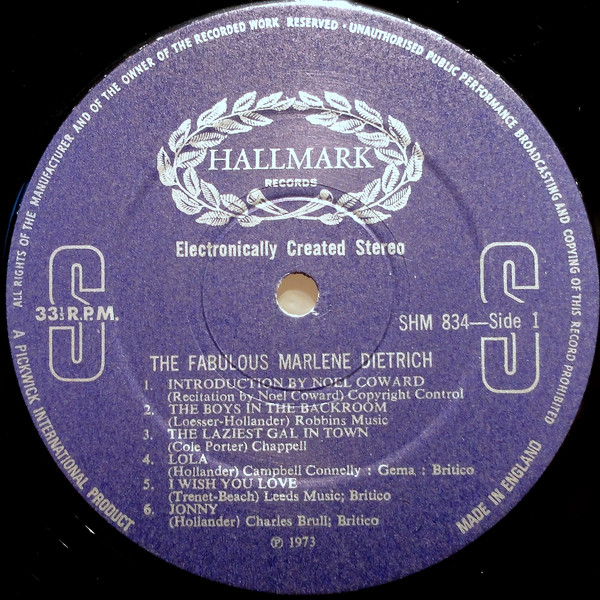 ALL RIGHTS OF THE MANUFACTURER AND OF THE OWNER OF THE RECORDED WORK RESERVED · UNAUTHORISED PUBLIC PERFORMANCE BROADCASTING AND COPYING OF THIS RECORD PROHIBITED
HALLMARK
RECORDS
Electronically Created Stereo
S
S
33⅓ R.P.M.
SHM 834—Side 1
THE FABULOUS MARLENE DIETRICH
1. INTRODUCTION BY NOEL COWARD
(Recitation by Noel Coward) Copyright Control
2. THE BOYS IN THE BACKROOM
(Loesser-Hollander) Robbins Music
3. THE LAZIEST GAL IN TOWN
(Cole Porter) Chappell
4. LOLA
(Hollander) Campbell Connelly : Gema : Britico
5. I WISH YOU LOVE
(Trenet-Beach) Leeds Music; Britico
6. JONNY
(Hollander) Charles Brull; Britico
Ⓟ 1973
A PICKWICK INTERNATIONAL PRODUCT
MADE IN ENGLAND